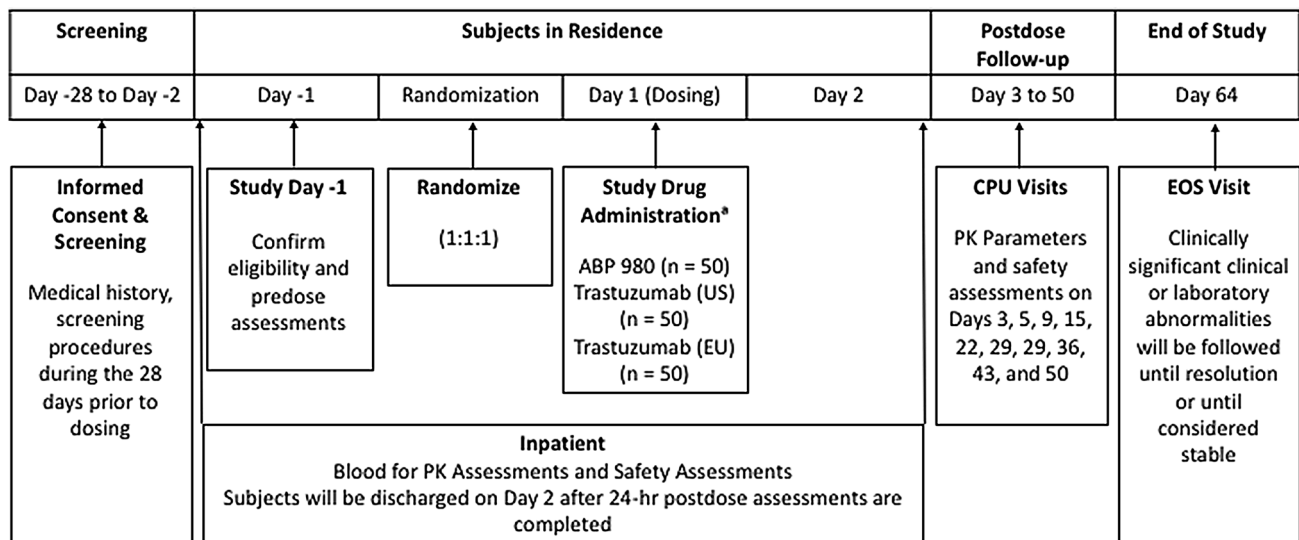 Screening
Subjects in Residence
Postdose
Follow-up
End of Study
Day -28 to Day -2
Day -1
Randomization
Day 1 (Dosing)
Day 2
Day 3 to 50
Day 64
Informed
Consent &
Screening
Medical history,
screening
procedures
during the 28
days prior to
dosing
Study Day -1
Confirm
eligibility and
predose
assessments
Randomize
(1:1:1)
Study Drug
Administrationᵃ
ABP 980 (n = 50)
Trastuzumab (US)
(n = 50)
Trastuzumab (EU)
(n = 50)
CPU Visits
PK Parameters
and safety
assessments on
Days 3, 5, 9, 15,
22, 29, 29, 36,
43, and 50
EOS Visit
Clinically
significant clinical
or laboratory
abnormalities
will be followed
until resolution
or until
considered
stable
Inpatient
Blood for PK Assessments and Safety Assessments
Subjects will be discharged on Day 2 after 24-hr postdose assessments are
completed